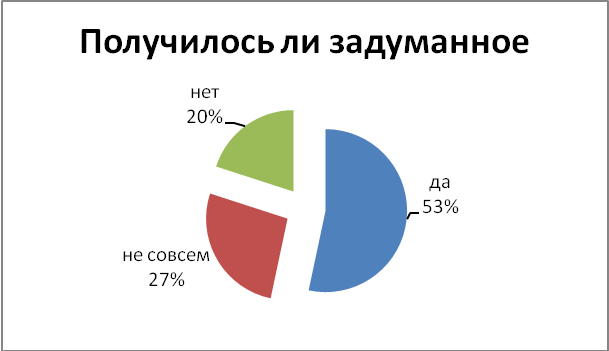 Получилось ли задуманное
нет
20%
да
53%
не совсем
27%